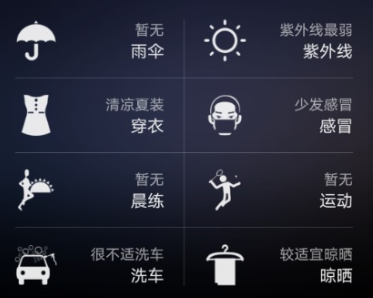 暂无
雨伞
紫外线最弱
紫外线
清凉夏装
穿衣
少发感冒
感冒
暂无
晨练
暂无
运动
很不适洗车
洗车
较适宜晾晒
晾晒